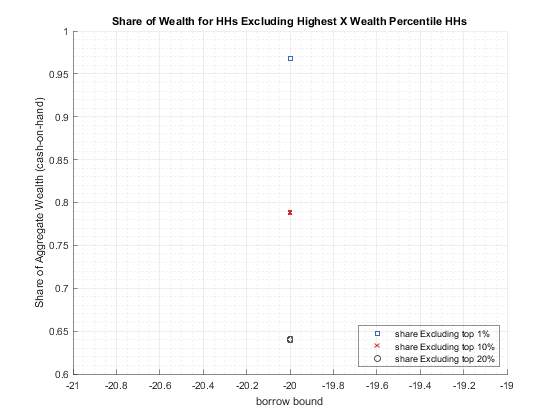 Share of Wealth for HHs Excluding Highest X Wealth Percentile HHs
Share of Aggregate Wealth (cash-on-hand)
1
0.95
0.9
0.85
0.8
0.75
0.7
0.65
0.6
share Excluding top 1%
share Excluding top 10%
share Excluding top 20%
-21 -20.8 -20.6 -20.4 -20.2 -20 -19.8 -19.6 -19.4 -19.2 -19
borrow bound